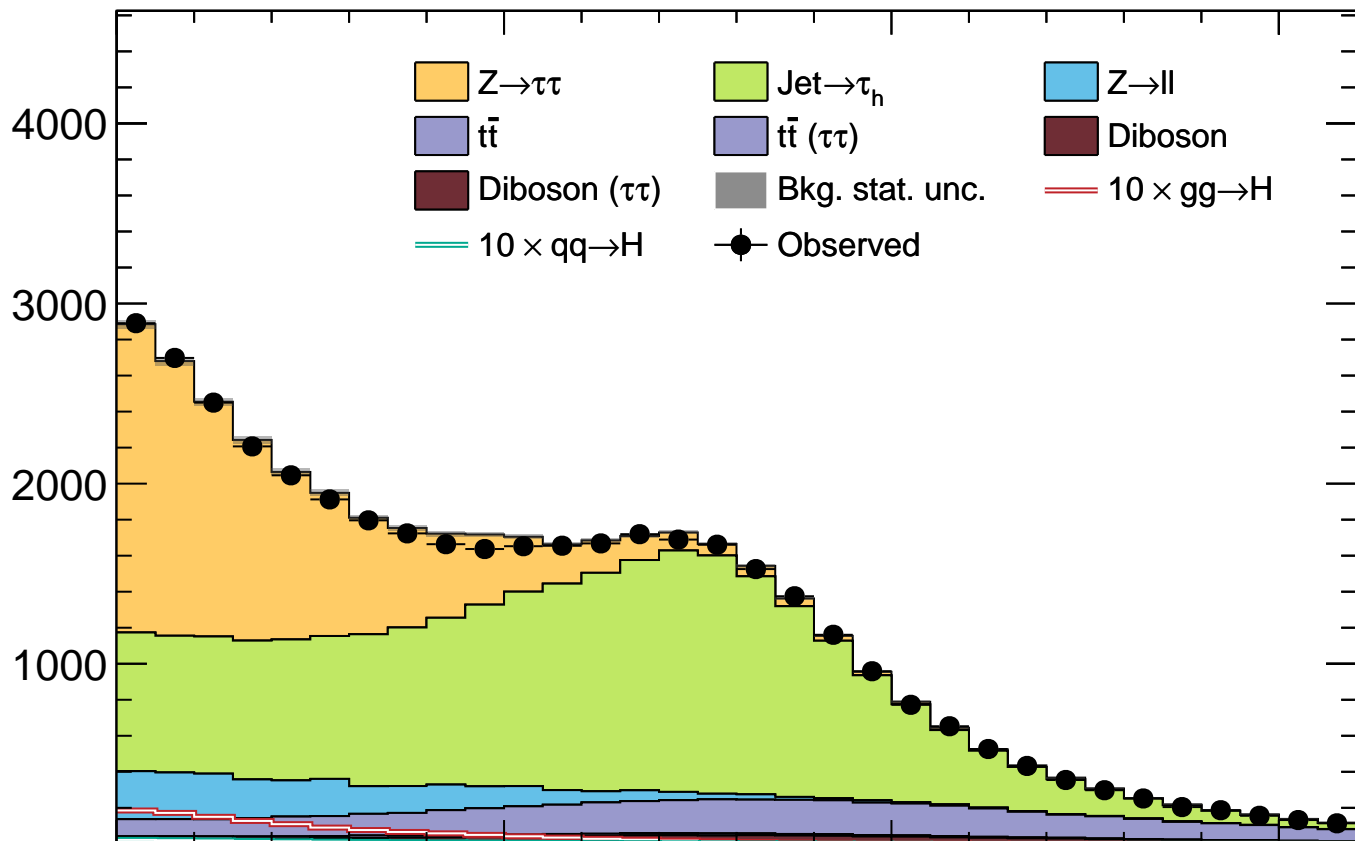 Z→ττ Jet→τh Z→ll
tt̄ tt̄ (ττ) Diboson
Diboson (ττ) Bkg. stat. unc. 10 × gg→H
10 × qq→H Observed
4000
3000
2000
1000